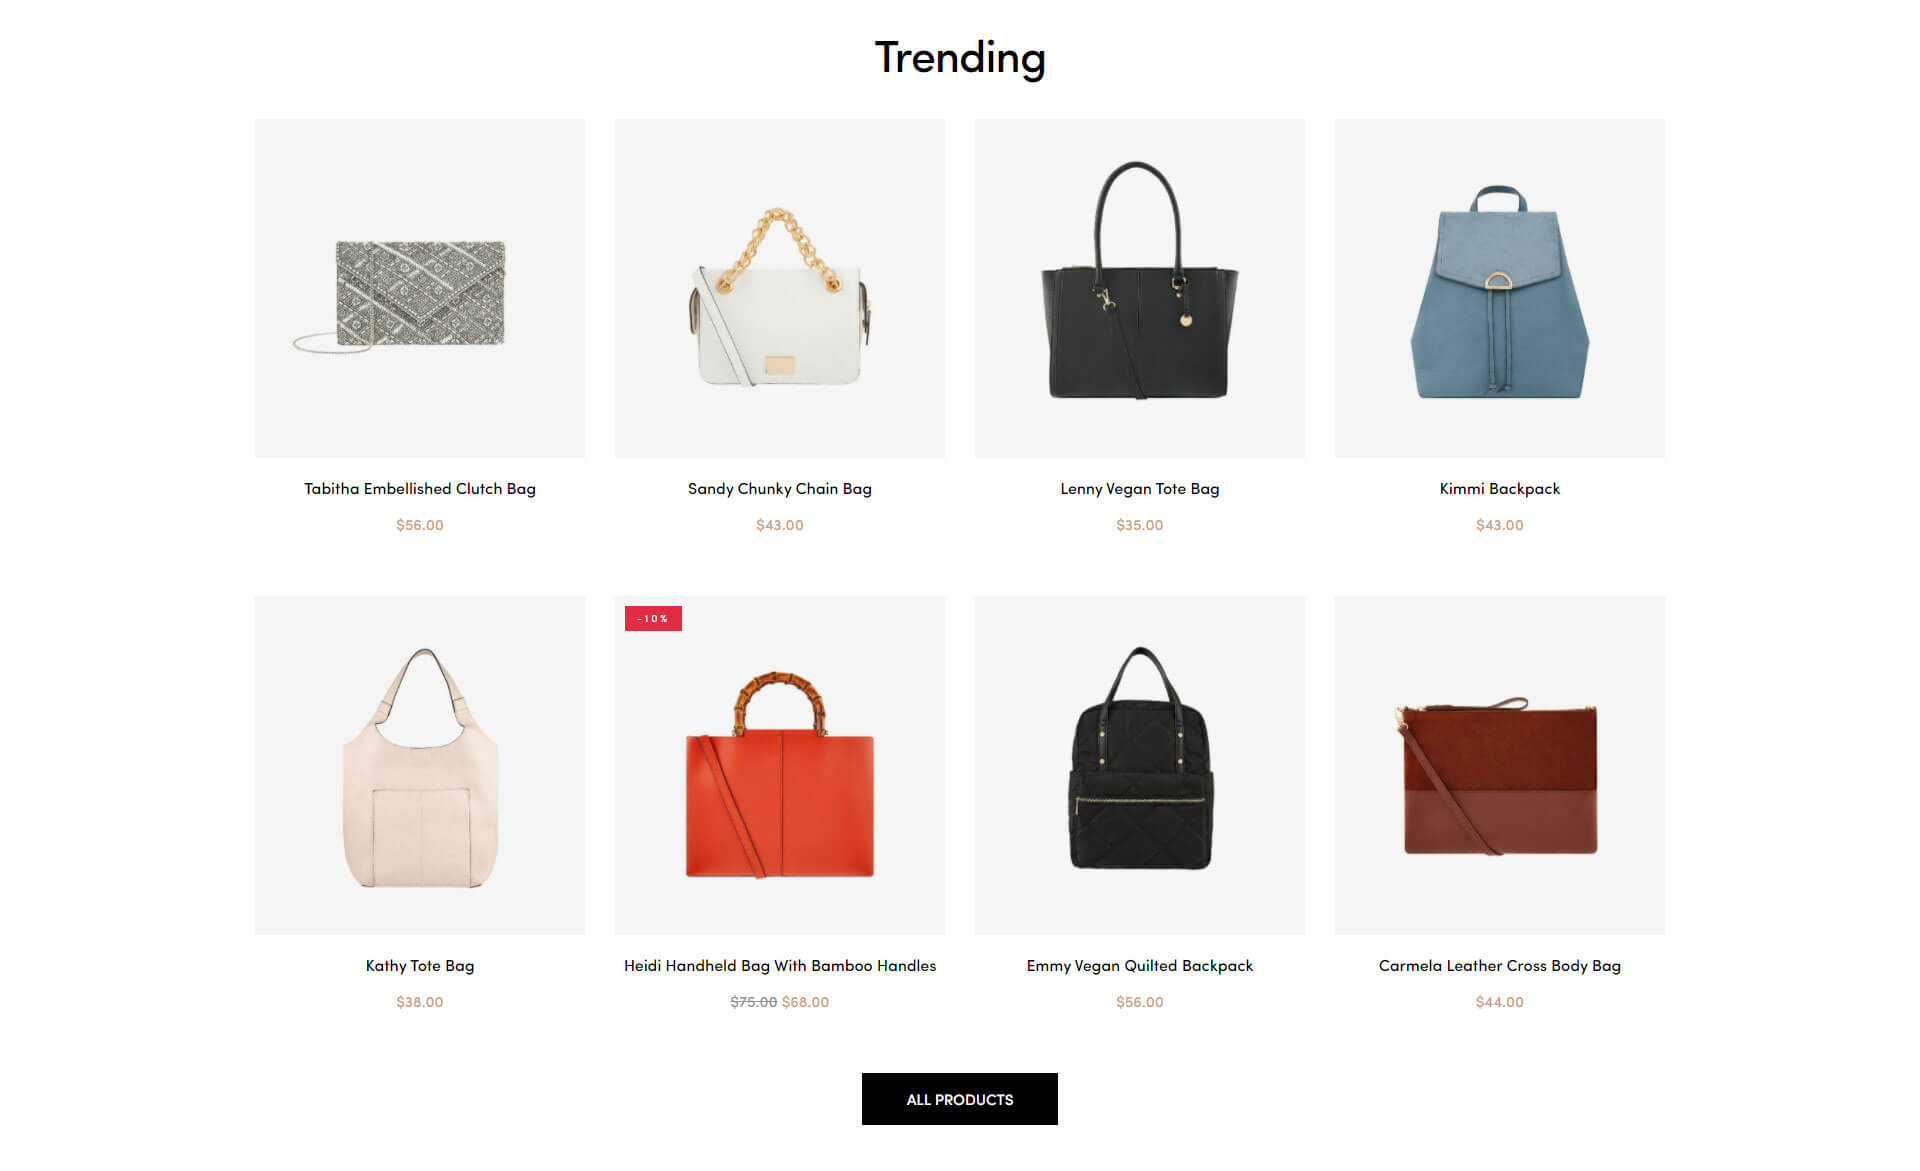 Trending
Tabitha Embellished Clutch Bag
$56.00
Sandy Chunky Chain Bag
$43.00
Lenny Vegan Tote Bag
$35.00
Kimmi Backpack
$43.00
-10%
Kathy Tote Bag
$38.00
Heidi Handheld Bag With Bamboo Handles
$75.00 $68.00
Emmy Vegan Quilted Backpack
$56.00
Carmela Leather Cross Body Bag
$44.00
ALL PRODUCTS